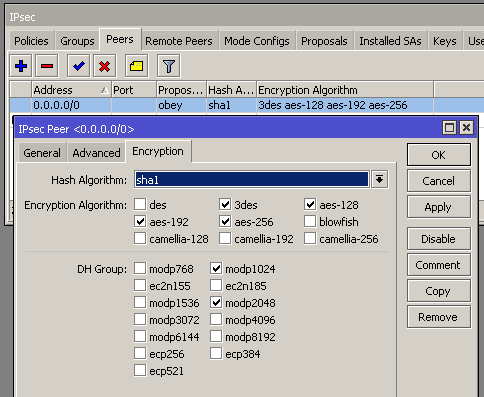 IPsec
Policies Groups Peers Remote Peers Mode Configs Proposals Installed SAs Keys Use
Address Port Propos... Hash A... Encryption Algorithm
0.0.0.0/0 obey sha1 3des aes-128 aes-192 aes-256
IPsec Peer <0.0.0.0/0>
General Advanced Encryption
OK
Hash Algorithm: sha1
Cancel
Encryption Algorithm: des 3des aes-128
Apply
aes-192 aes-256 blowfish
camellia-128 camellia-192 camellia-256
Disable
DH Group: modp768 modp1024
Comment
ec2n155 ec2n185
Copy
modp1536 modp2048
modp3072 modp4096
Remove
modp6144 modp8192
ecp256 ecp384
ecp521